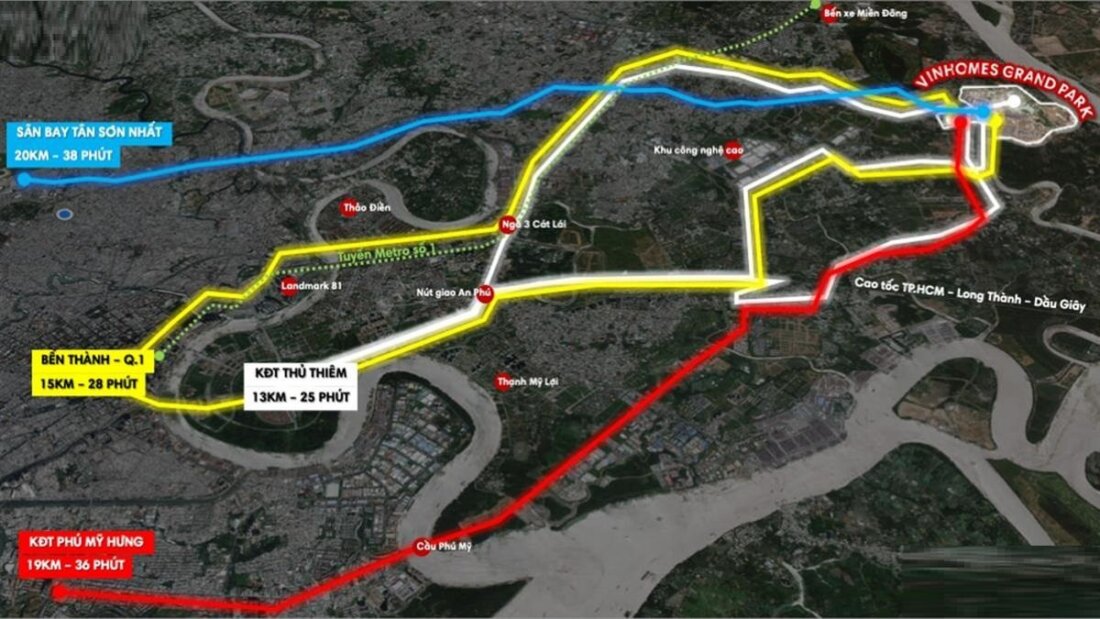 Bến xe Miền Đông
VINHOMES GRAND PARK
SÂN BAY TÂN SƠN NHẤT
20KM – 38 PHÚT
Khu công nghệ cao
Thảo Điền
Ngã 3 Cát Lái
Tuyến Metro số 1
Landmark 81
Nút giao An Phú
Cao tốc TP.HCM – Long Thành – Dầu Giây
BẾN THÀNH – Q.1
15KM – 28 PHÚT
KĐT THỦ THIÊM
13KM – 25 PHÚT
Thạnh Mỹ Lợi
KĐT PHÚ MỸ HƯNG
19KM – 36 PHÚT
Cầu Phú Mỹ